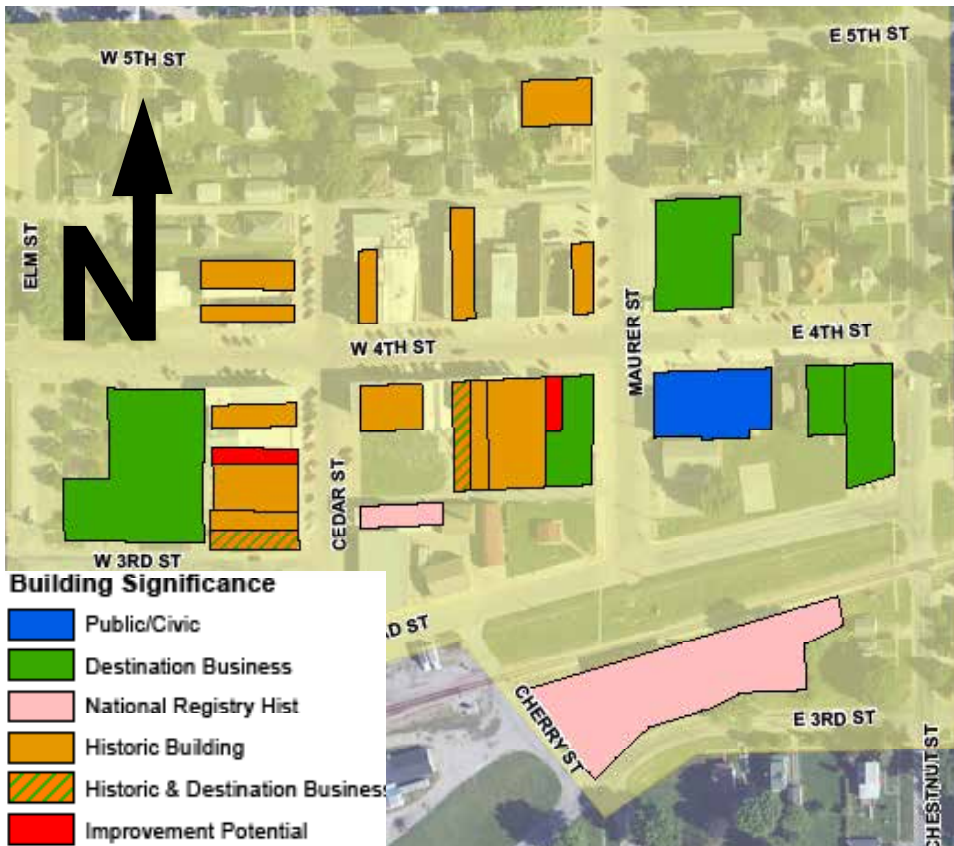 W 5TH ST
E 5TH ST
ELM ST
N
W 4TH ST
MAURER ST
E 4TH ST
CEDAR ST
W 3RD ST
Building Significance
Public/Civic
Destination Business
National Registry Hist
Historic Building
Historic & Destination Business
Improvement Potential
RD ST
CHERRY ST
E 3RD ST
CHESTNUT ST